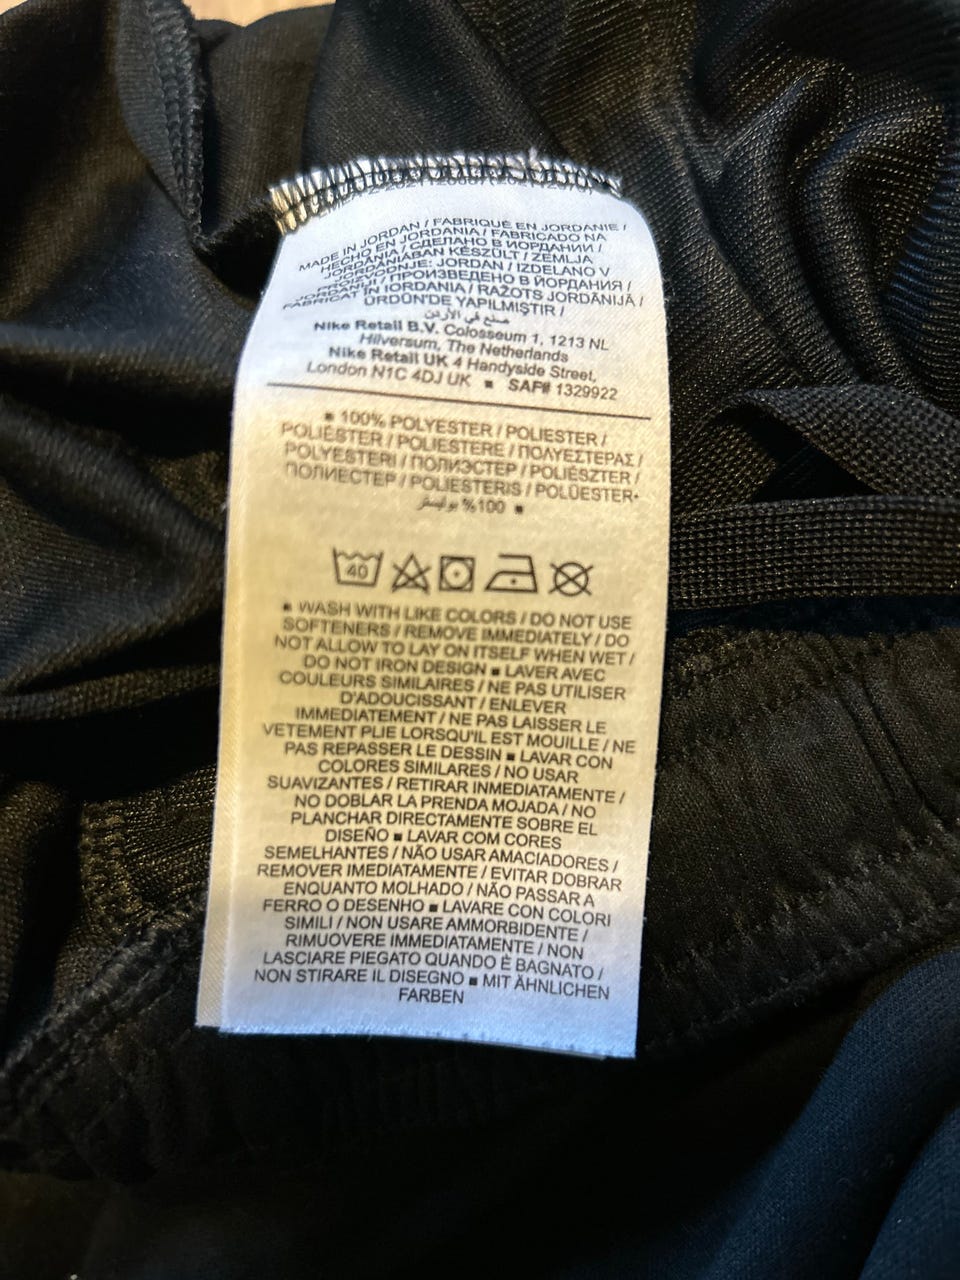 MADE IN JORDAN / FABRIQUÉ EN JORDANIE /
HECHO EN JORDANIA / FABRICADO NA
JORDÂNIA / СДЕЛАНО В ИОРДАНИИ /
JORDÁNIÁBAN KÉSZÜLT / ZEMLJA
PROIZVODNJE: JORDAN / IZDELANO V
JORDANIJI / ПРОИЗВЕДЕНО В ИОРДАНИЯ /
FABRICAT ÎN IORDANIA / RAŽOTS JORDĀNIJĀ /
ÜRDÜN'DE YAPILMIŞTIR /
صنع في الأردن
Nike Retail B.V. Colosseum 1, 1213 NL
Hilversum, The Netherlands
Nike Retail UK 4 Handyside Street,
London N1C 4DJ UK ■ SAF# 1329922
■ 100% POLYESTER / POLIESTER /
POLIÉSTER / POLIESTERE / ΠΟΛΥΕΣΤΕΡΑΣ /
POLYESTERI / ПОЛИЭСТЕР / POLIÉSZTER /
ПОЛИЕСТЕР / POLIESTERIS / POLÜESTER·
%100 بوليستر ■
40
■ WASH WITH LIKE COLORS / DO NOT USE
SOFTENERS / REMOVE IMMEDIATELY / DO
NOT ALLOW TO LAY ON ITSELF WHEN WET /
DO NOT IRON DESIGN ■ LAVER AVEC
COULEURS SIMILAIRES / NE PAS UTILISER
D'ADOUCISSANT / ENLEVER
IMMEDIATEMENT / NE PAS LAISSER LE
VETEMENT PLIE LORSQU'IL EST MOUILLE / NE
PAS REPASSER LE DESSIN ■ LAVAR CON
COLORES SIMILARES / NO USAR
SUAVIZANTES / RETIRAR INMEDIATAMENTE /
NO DOBLAR LA PRENDA MOJADA / NO
PLANCHAR DIRECTAMENTE SOBRE EL
DISEÑO ■ LAVAR COM CORES
SEMELHANTES / NÃO USAR AMACIADORES /
REMOVER IMEDIATAMENTE / EVITAR DOBRAR
ENQUANTO MOLHADO / NÃO PASSAR A
FERRO O DESENHO ■ LAVARE CON COLORI
SIMILI / NON USARE AMMORBIDENTE /
RIMUOVERE IMMEDIATAMENTE / NON
LASCIARE PIEGATO QUANDO È BAGNATO /
NON STIRARE IL DISEGNO ■ MIT ÄHNLICHEN
FARBEN